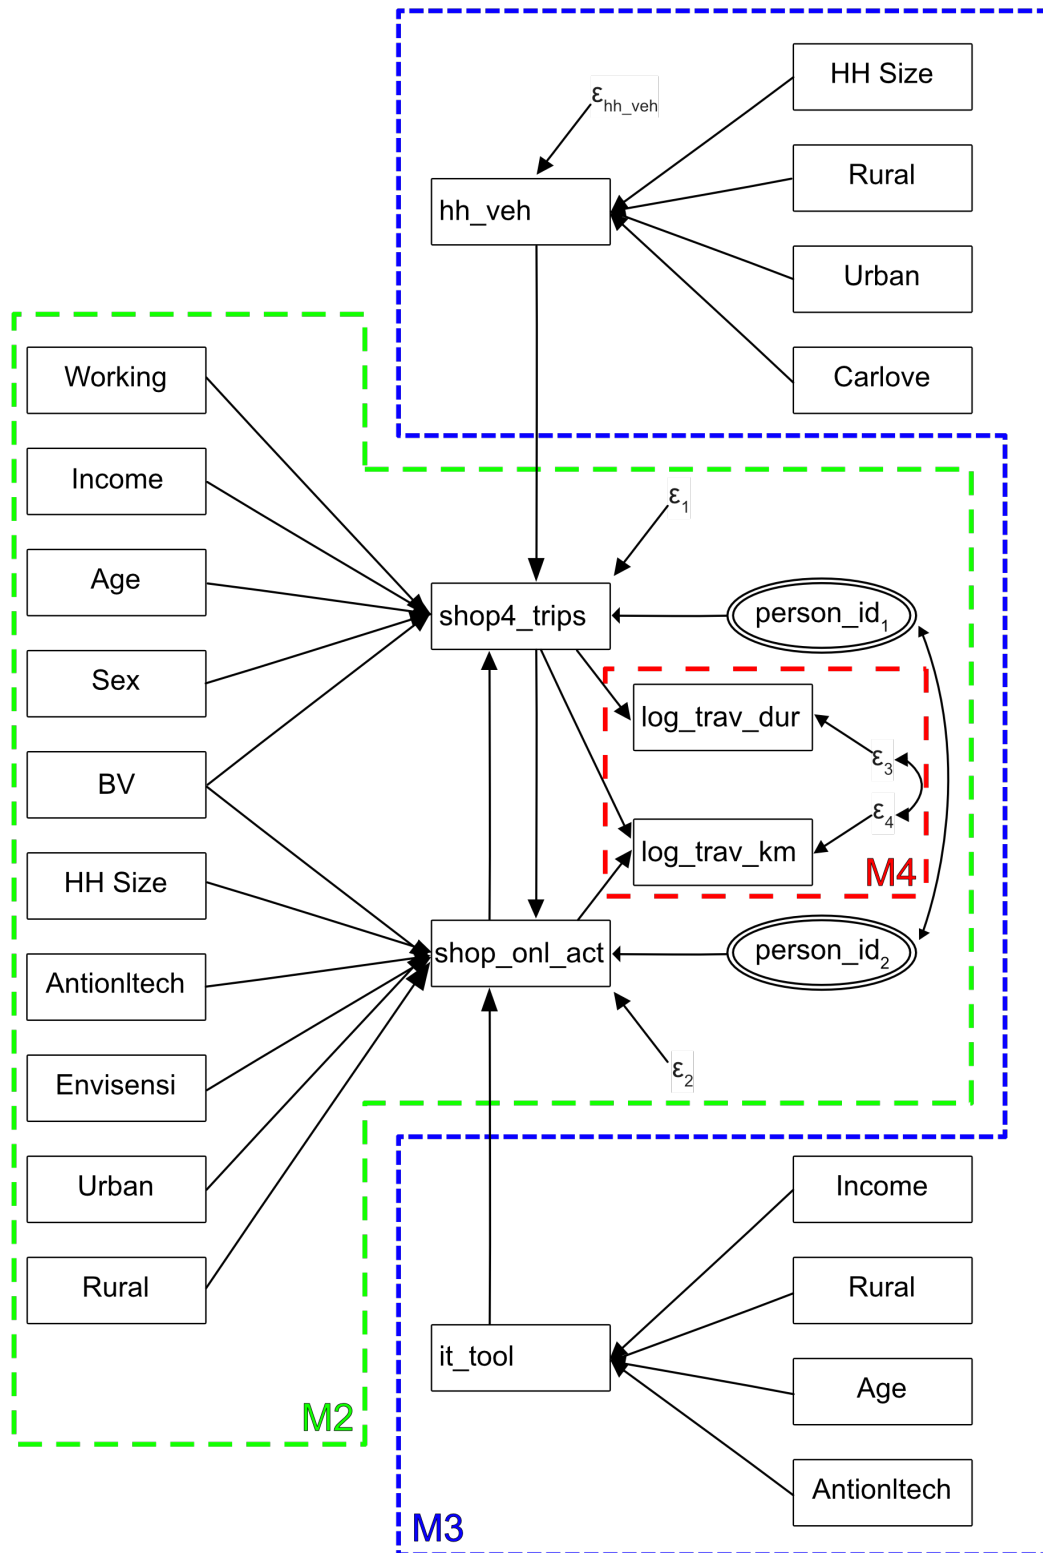 HH Size
εhh_veh
Rural
hh_veh
Urban
Carlove
Working
Income
ε1
Age
shop4_trips
person_id1
Sex
log_trav_dur
BV
ε3
ε4
log_trav_km
M4
HH Size
shop_onl_act
person_id2
AntionItech
Envisensi
ε2
Urban
Income
Rural
Rural
it_tool
Age
M2
AntionItech
M3